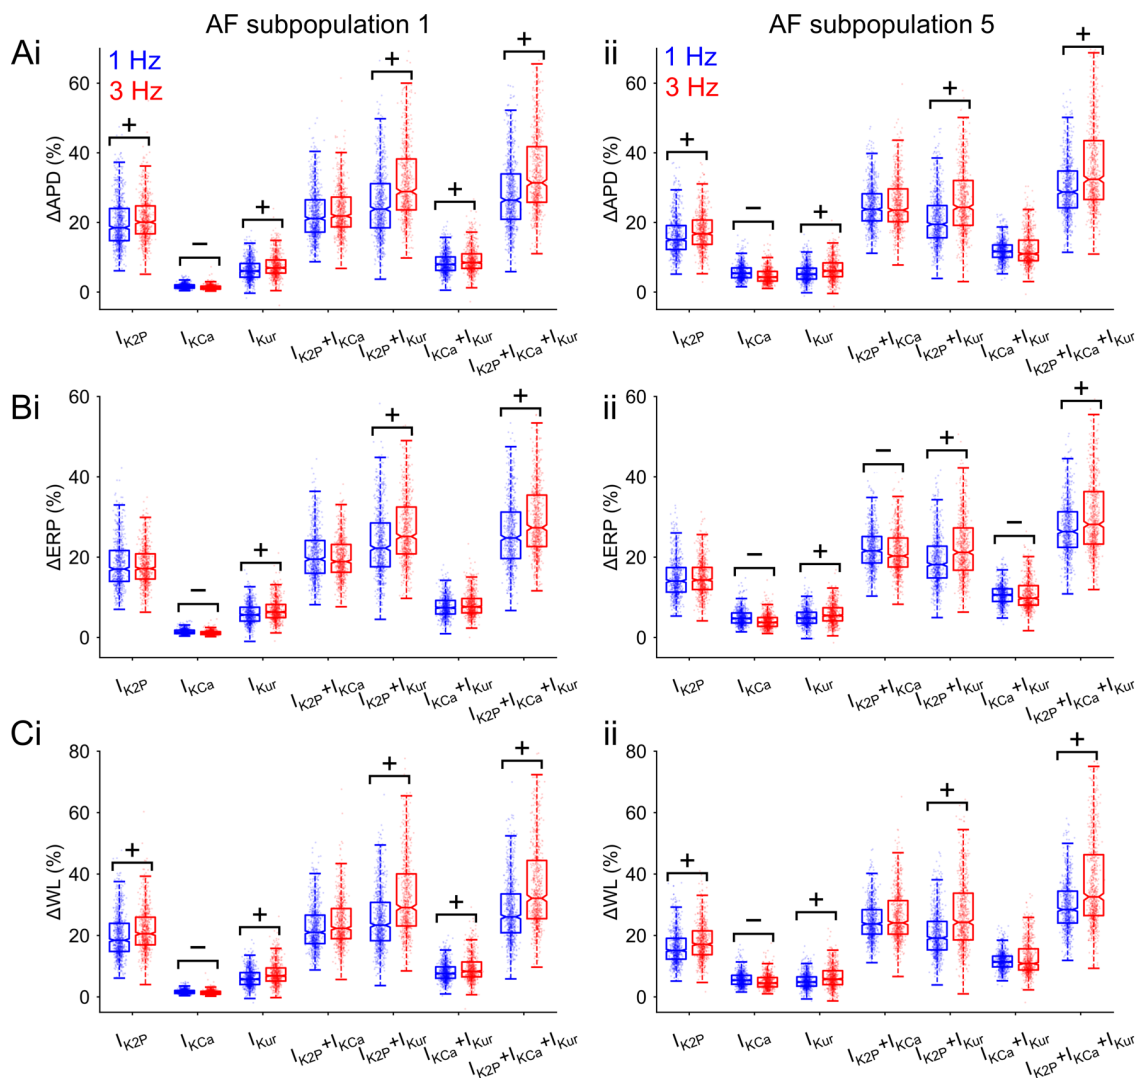 AF subpopulation 1
AF subpopulation 5
Ai
1 Hz
3 Hz
+ + − + + + +
ΔAPD (%)
60
40
20
0
I_K2P I_KCa I_Kur I_K2P+I_KCa I_K2P+I_Kur I_KCa+I_Kur I_K2P+I_KCa+I_Kur
ii
1 Hz
3 Hz
+ − + + +
ΔAPD (%)
60
40
20
0
I_K2P I_KCa I_Kur I_K2P+I_KCa I_K2P+I_Kur I_KCa+I_Kur I_K2P+I_KCa+I_Kur
Bi
− + + +
ΔERP (%)
60
40
20
0
I_K2P I_KCa I_Kur I_K2P+I_KCa I_K2P+I_Kur I_KCa+I_Kur I_K2P+I_KCa+I_Kur
ii
− + − + − +
ΔERP (%)
60
40
20
0
I_K2P I_KCa I_Kur I_K2P+I_KCa I_K2P+I_Kur I_KCa+I_Kur I_K2P+I_KCa+I_Kur
Ci
+ − + + + +
ΔWL (%)
80
60
40
20
0
I_K2P I_KCa I_Kur I_K2P+I_KCa I_K2P+I_Kur I_KCa+I_Kur I_K2P+I_KCa+I_Kur
ii
+ − + + +
ΔWL (%)
80
60
40
20
0
I_K2P I_KCa I_Kur I_K2P+I_KCa I_K2P+I_Kur I_KCa+I_Kur I_K2P+I_KCa+I_Kur